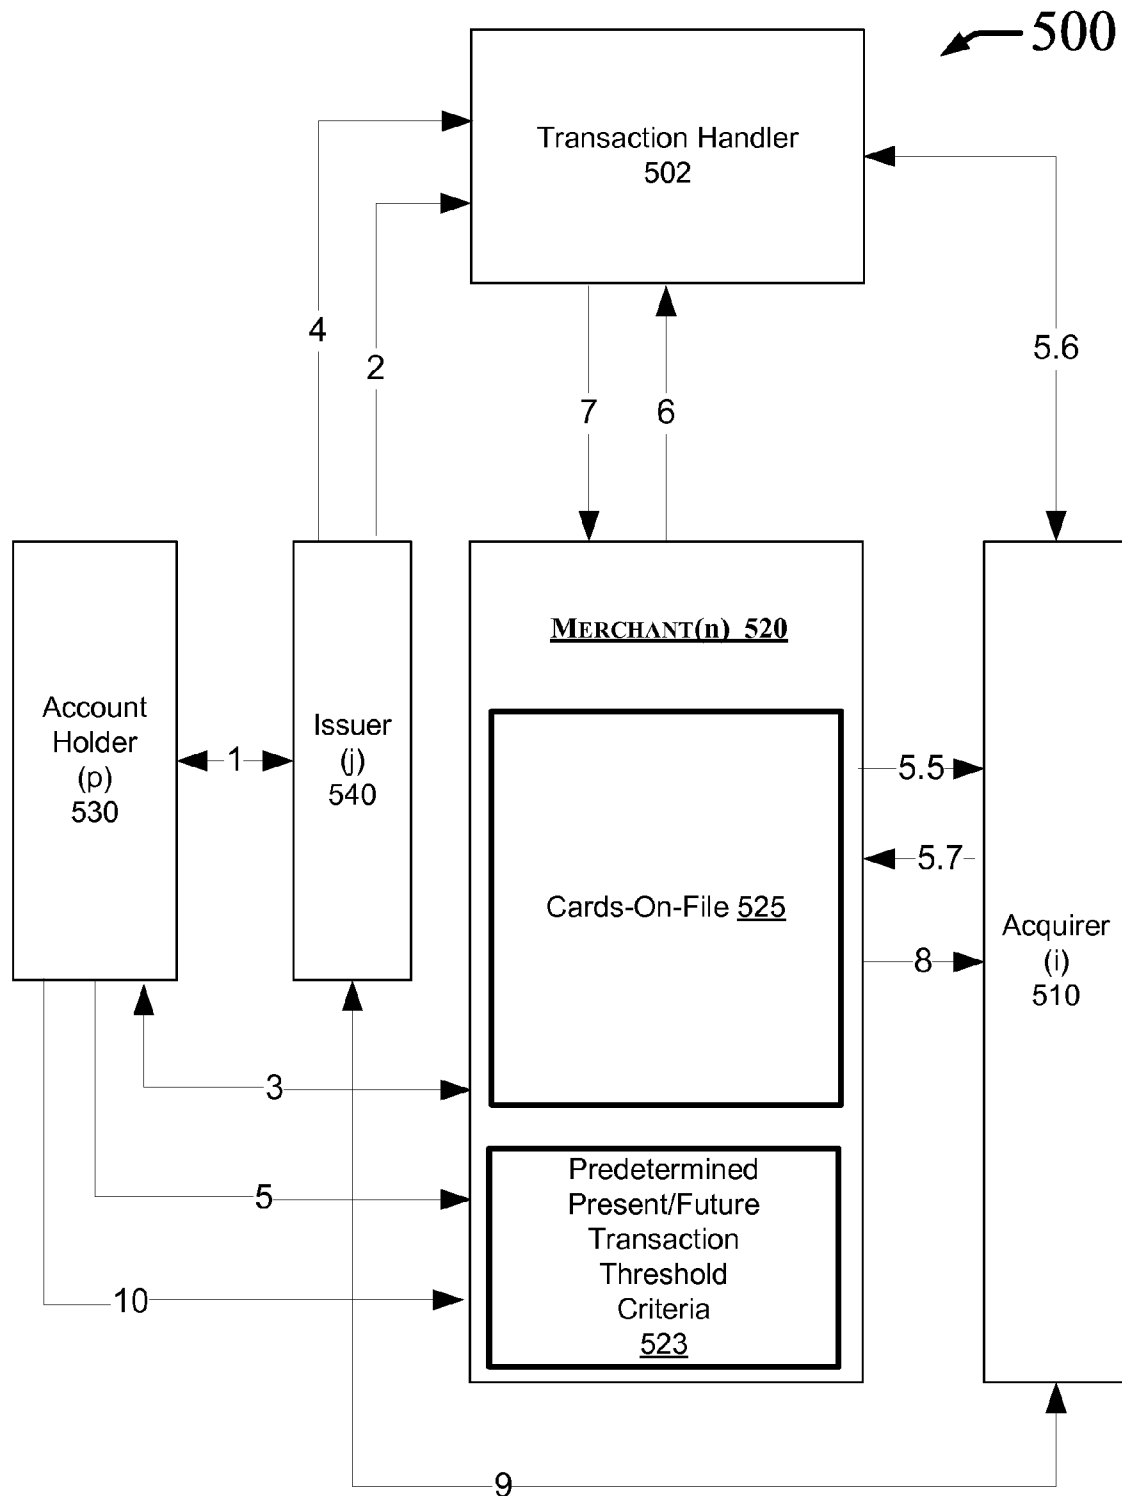 500
Transaction Handler
502
4
2
7
6
5.6
MERCHANT(n) 520
Account
Holder
(p)
530
1
Issuer
(j)
540
5.5
5.7
8
Cards-On-File 525
Acquirer
(i)
510
3
5
10
Predetermined
Present/Future
Transaction
Threshold
Criteria
523
9